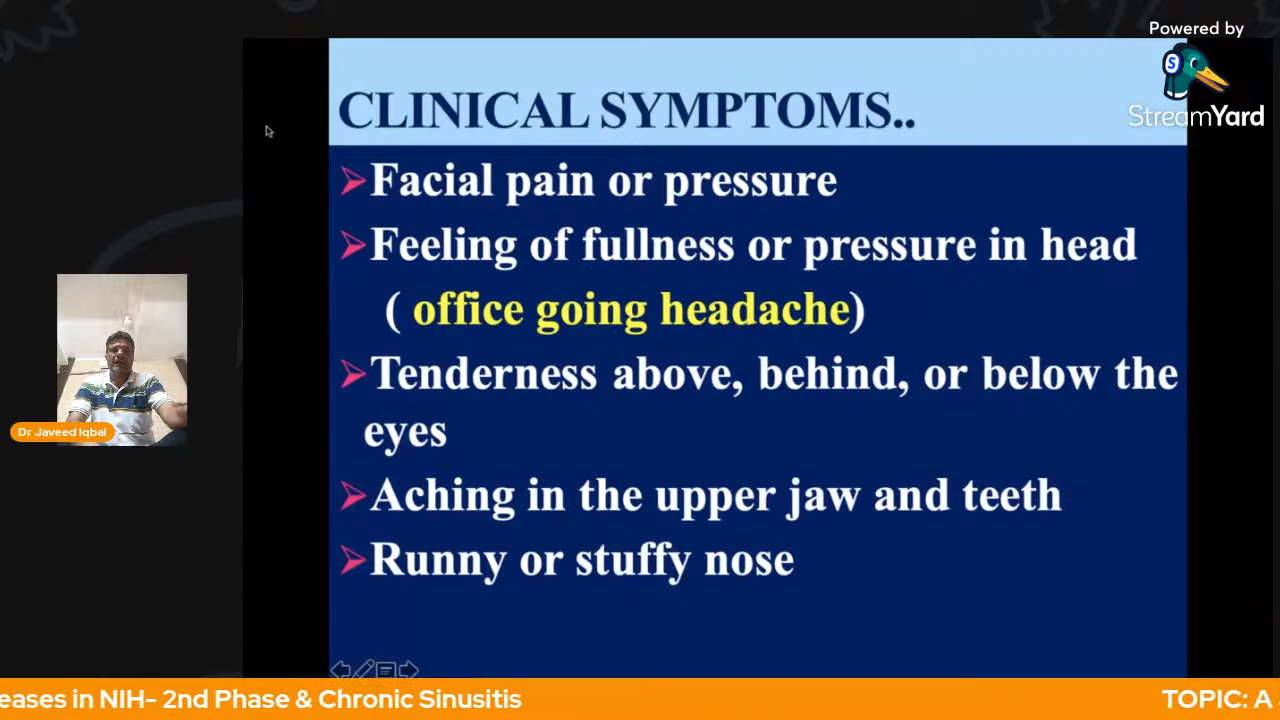 Powered by
StreamYard
CLINICAL SYMPTOMS..
Facial pain or pressure
Feeling of fullness or pressure in head
( office going headache)
Tenderness above, behind, or below the
eyes
Aching in the upper jaw and teeth
Runny or stuffy nose
Dr Javeed Iqbal
eases in NIH- 2nd Phase & Chronic Sinusitis
TOPIC: A